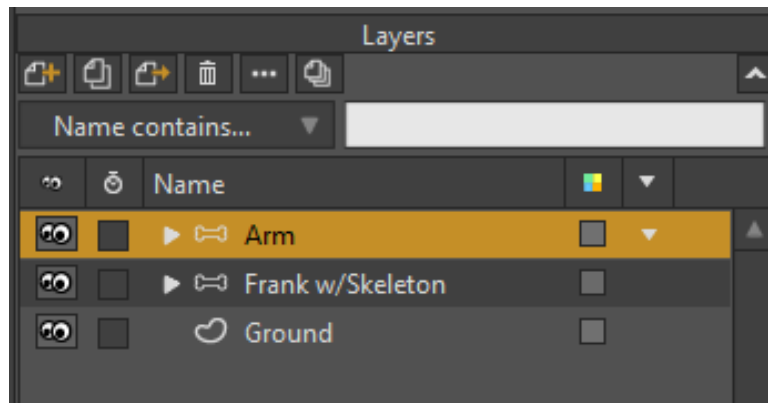 Layers
Name contains...
Name
Arm
Frank w/Skeleton
Ground